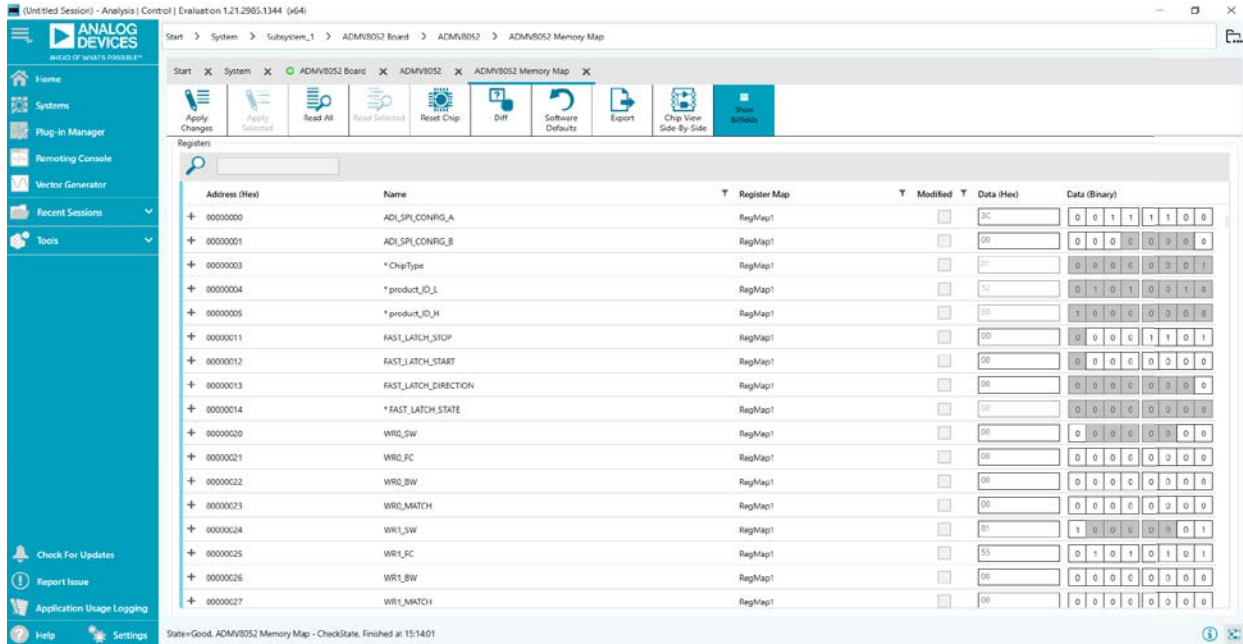 (Untitled Session) - Analysis | Control | Evaluation 1.21.2985.1344 (x64)
ANALOG DEVICES
AHEAD OF WHAT'S POSSIBLE™
Start > System > Subsystem_1 > ADMV8052 Board > ADMV8052 > ADMV8052 Memory Map
Start System ADMV8052 Board ADMV8052 ADMV8052 Memory Map
Home
Systems
Plug-in Manager
Remoting Console
Vector Generator
Recent Sessions
Tools
Apply Changes
Apply Selected
Read All
Reset Chip
Diff
Software Defaults
Export
Chip View Side-By-Side
Show Bitfields
Registers
Address (Hex) Name Register Map Modified Data (Hex) Data (Binary)
+ 00000000 ADI_SPI_CONFIG_A RegMap1 3C 0 0 1 1 1 1 0 0
+ 00000001 ADI_SPI_CONFIG_B RegMap1 00 0 0 0 0 0 0 0 0
+ 00000003 * ChipType RegMap1 01 0 0 0 0 0 0 0 1
+ 00000004 * product_ID_L RegMap1 52 0 1 0 1 0 0 1 0
+ 00000005 * product_ID_H RegMap1 80 1 0 0 0 0 0 0 0
+ 00000011 FAST_LATCH_STOP RegMap1 0D 0 0 0 0 1 1 0 1
+ 00000012 FAST_LATCH_START RegMap1 00 0 0 0 0 0 0 0 0
+ 00000013 FAST_LATCH_DIRECTION RegMap1 00 0 0 0 0 0 0 0 0
+ 00000014 * FAST_LATCH_STATE RegMap1 00 0 0 0 0 0 0 0 0
+ 00000020 WR0_SW RegMap1 00 0 0 0 0 0 0 0 0
+ 00000021 WR0_FC RegMap1 00 0 0 0 0 0 0 0 0
+ 00000022 WR0_BW RegMap1 00 0 0 0 0 0 0 0 0
+ 00000023 WR0_MATCH RegMap1 00 0 0 0 0 0 0 0 0
+ 00000024 WR1_SW RegMap1 81 1 0 0 0 0 0 0 1
+ 00000025 WR1_FC RegMap1 55 0 1 0 1 0 1 0 1
+ 00000026 WR1_BW RegMap1 00 0 0 0 0 0 0 0 0
+ 00000027 WR1_MATCH RegMap1 00 0 0 0 0 0 0 0 0
Check For Updates
Report Issue
Application Usage Logging
Help Settings
State=Good, ADMV8052 Memory Map - CheckState, Finished at 15:14:01